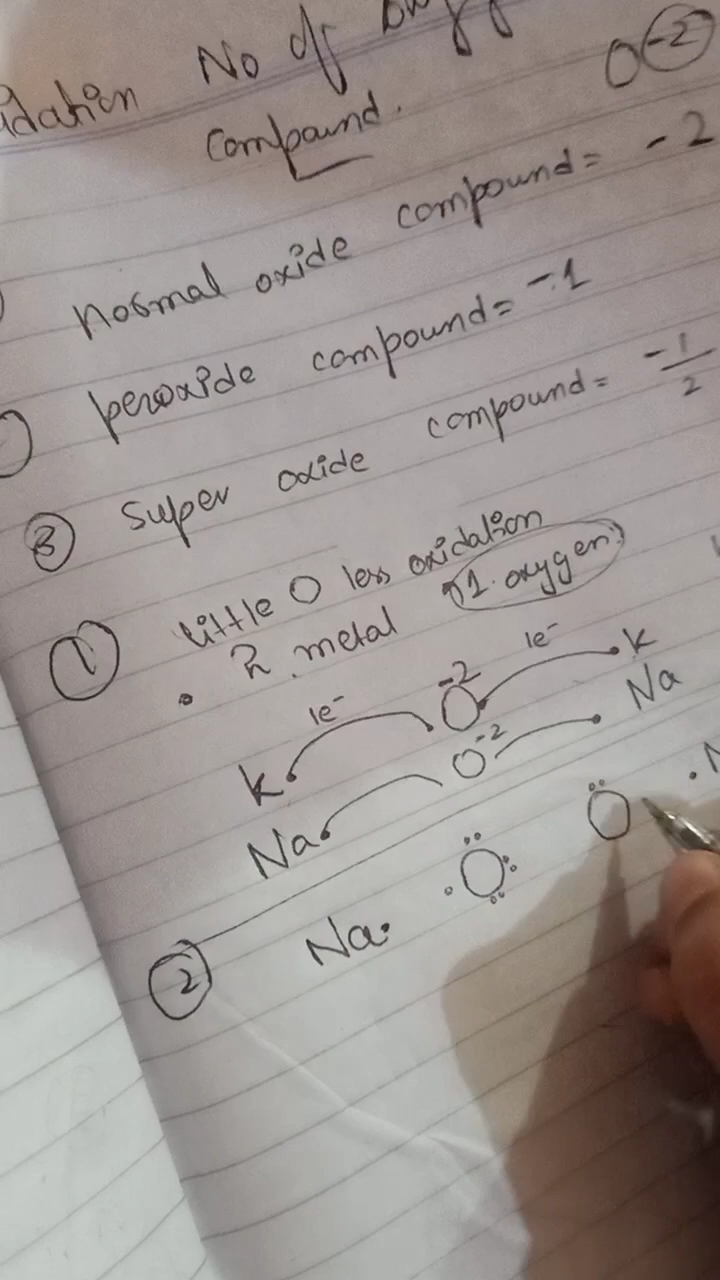 No of
O -2
Compound.
normal oxide compound = -2
peroxide compound = -1
③ Super oxide compound = -1/2
① little O less oxidation
• 2 metal 1. oxygen
K 1e⁻ O⁻² 1e⁻ K
Na O⁻² Na
② Na• O O